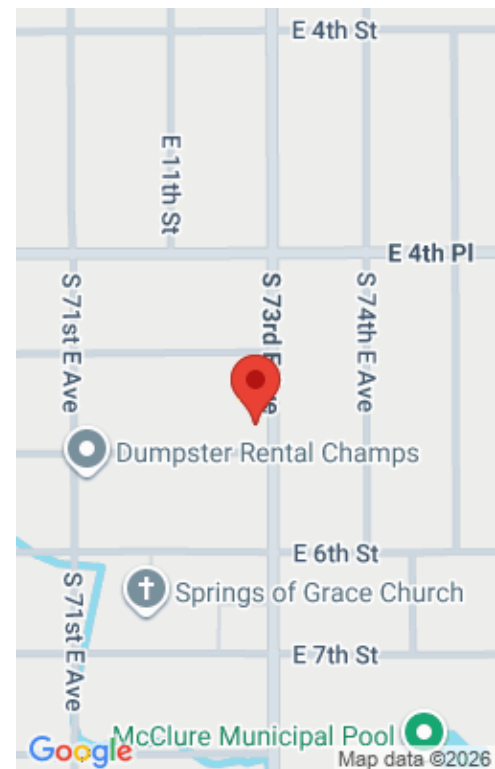 E 4th St
E 11th St
E 4th Pl
S 71st E Ave
S 73rd E Ave
S 74th E Ave
Dumpster Rental Champs
E 6th St
Springs of Grace Church
S 71st E Ave
E 7th St
McClure Municipal Pool
Google
Map data ©2026